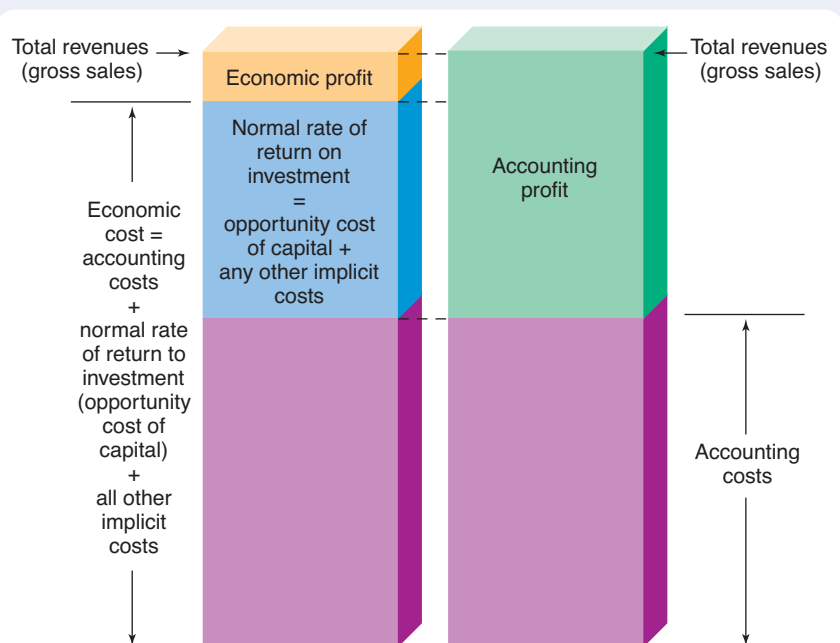 Total revenues
(gross sales)
Economic profit
Normal rate of
return on
investment
=
opportunity cost
of capital +
any other implicit
costs
Economic
cost =
accounting
costs
+
normal rate
of return to
investment
(opportunity
cost of
capital)
+
all other
implicit
costs
Total revenues
(gross sales)
Accounting
profit
Accounting
costs